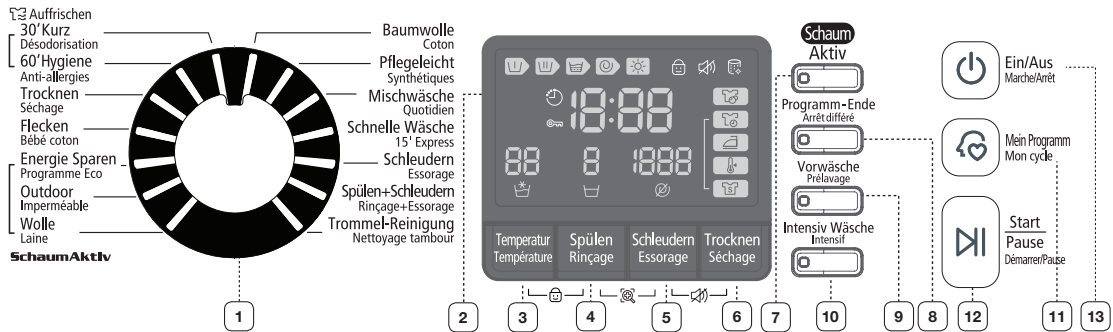 Auffrischen
30'Kurz
Désodorisation
60'Hygiene
Anti-allergies
Trocknen
Séchage
Flecken
Bébé coton
Energie Sparen
Programme Eco
Outdoor
Imperméable
Wolle
Laine
SchaumAktiv
Baumwolle
Coton
Pflegeleicht
Synthétiques
Mischwäsche
Quotidien
Schnelle Wäsche
15' Express
Schleudern
Essorage
Spülen+Schleudern
Rinçage+Essorage
Trommel-Reinigung
Nettoyage tambour
18:88
88 8 1888
S
Temperatur
Température
Spülen
Rinçage
Schleudern
Essorage
Trocknen
Séchage
Schaum
Aktiv
Programm-Ende
Arrêt différé
Vorwäsche
Prélavage
Intensiv Wäsche
Intensif
Ein/Aus
Marche/Arrêt
Mein Programm
Mon cycle
Start
Pause
Démarrer/Pause
1 2 3 4 5 6 7 10 9 8 12 11 13